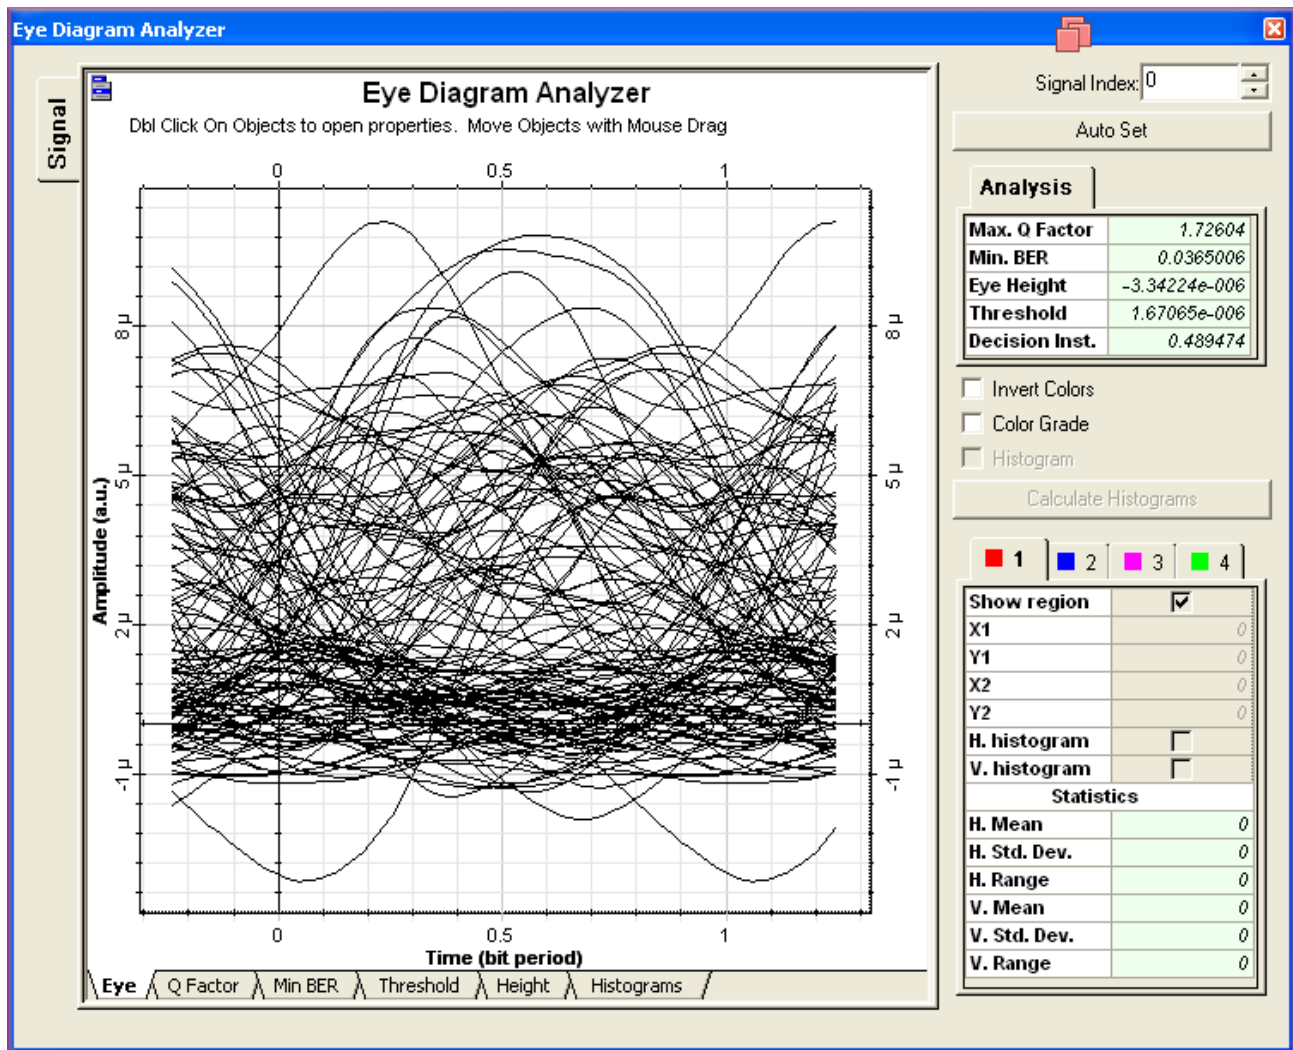 Eye Diagram Analyzer
Signal
Eye Diagram Analyzer
Dbl Click On Objects to open properties. Move Objects with Mouse Drag
0 0.5 1
8 µ 8 µ
5 µ 5 µ
2 µ 2 µ
-1 µ -1 µ
Amplitude (a.u.)
0 0.5 1
Time (bit period)
Eye Q Factor Min BER Threshold Height Histograms
Signal Index: 0
Auto Set
Analysis
Max. Q Factor 1.72604
Min. BER 0.0365006
Eye Height -3.34224e-006
Threshold 1.67065e-006
Decision Inst. 0.489474
Invert Colors
Color Grade
Histogram
Calculate Histograms
1 2 3 4
Show region
X1 0
Y1 0
X2 0
Y2 0
H. histogram
V. histogram
Statistics
H. Mean 0
H. Std. Dev. 0
H. Range 0
V. Mean 0
V. Std. Dev. 0
V. Range 0